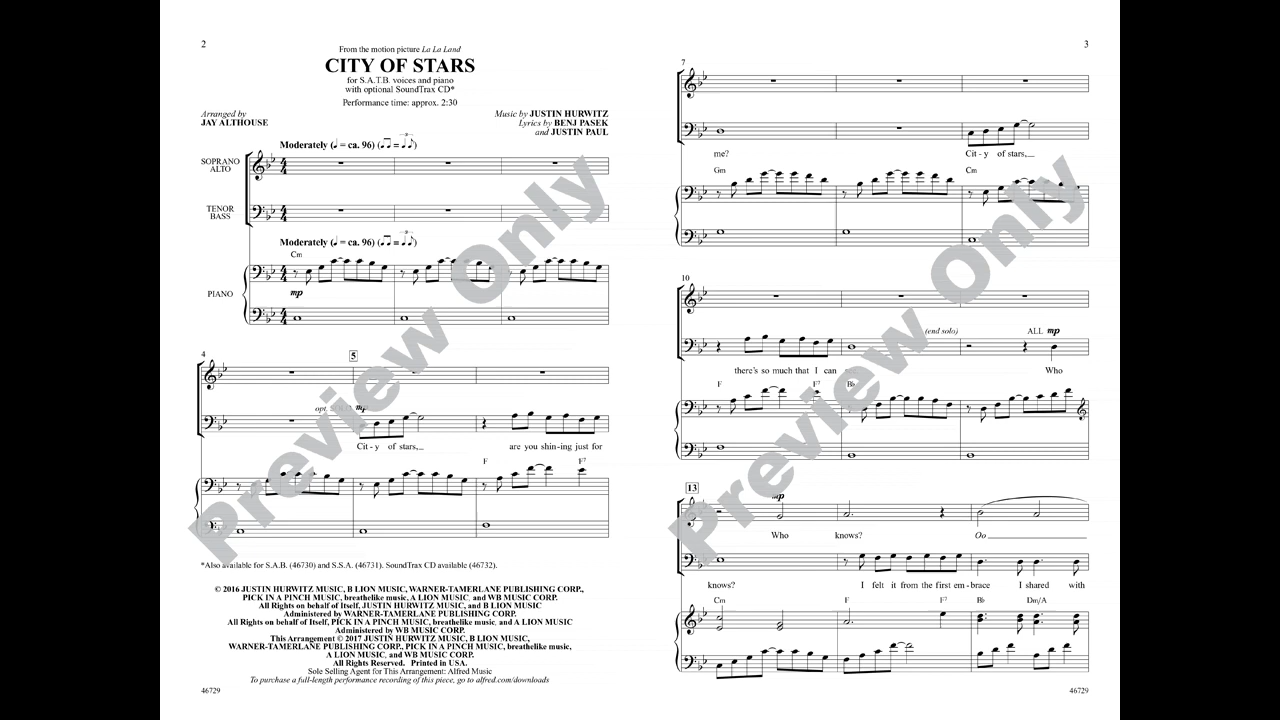 2
From the motion picture La La Land
CITY OF STARS
for S.A.T.B. voices and piano
with optional SoundTrax CD*
Performance time: approx. 2:30
Arranged by
JAY ALTHOUSE
Music by JUSTIN HURWITZ
Lyrics by BENJ PASEK
and JUSTIN PAUL
Moderately (♩ = ca. 96) (♫ = 3 ♩♪)
SOPRANO
ALTO
TENOR
BASS
Moderately (♩ = ca. 96) (♫ = 3 ♩♪)
Cm
PIANO
mp
4
5
opt. mp
Cit - y of stars,
are you shin - ing just for
F F7
*Also available for S.A.B. (46730) and S.S.A. (46731). SoundTrax CD available (46732).
© 2016 JUSTIN HURWITZ MUSIC, B LION MUSIC, WARNER-TAMERLANE PUBLISHING CORP.,
PICK IN A PINCH MUSIC, breathelike music, A LION MUSIC, and WB MUSIC CORP.
All Rights on behalf of Itself, JUSTIN HURWITZ MUSIC, and B LION MUSIC
Administered by WARNER-TAMERLANE PUBLISHING CORP.
All Rights on behalf of Itself, PICK IN A PINCH MUSIC, breathelike music, and A LION MUSIC
Administered by WB MUSIC CORP.
This Arrangement © 2017 JUSTIN HURWITZ MUSIC, B LION MUSIC,
WARNER-TAMERLANE PUBLISHING CORP., PICK IN A PINCH MUSIC, breathelike music,
A LION MUSIC, and WB MUSIC CORP.
All Rights Reserved. Printed in USA.
Sole Selling Agent for This Arrangement: Alfred Music
To purchase a full-length performance recording of this piece, go to alfred.com/downloads
46729
Preview Only
3
7
me? Cit - y of stars,
Gm Cm
10
(end solo) ALL mp
there's so much that I can Who
F F7 B♭
13
mp
Who knows? Oo
knows? I felt it from the first em - brace I shared with
Cm F F7 B♭ Dm/A
46729
Preview Only